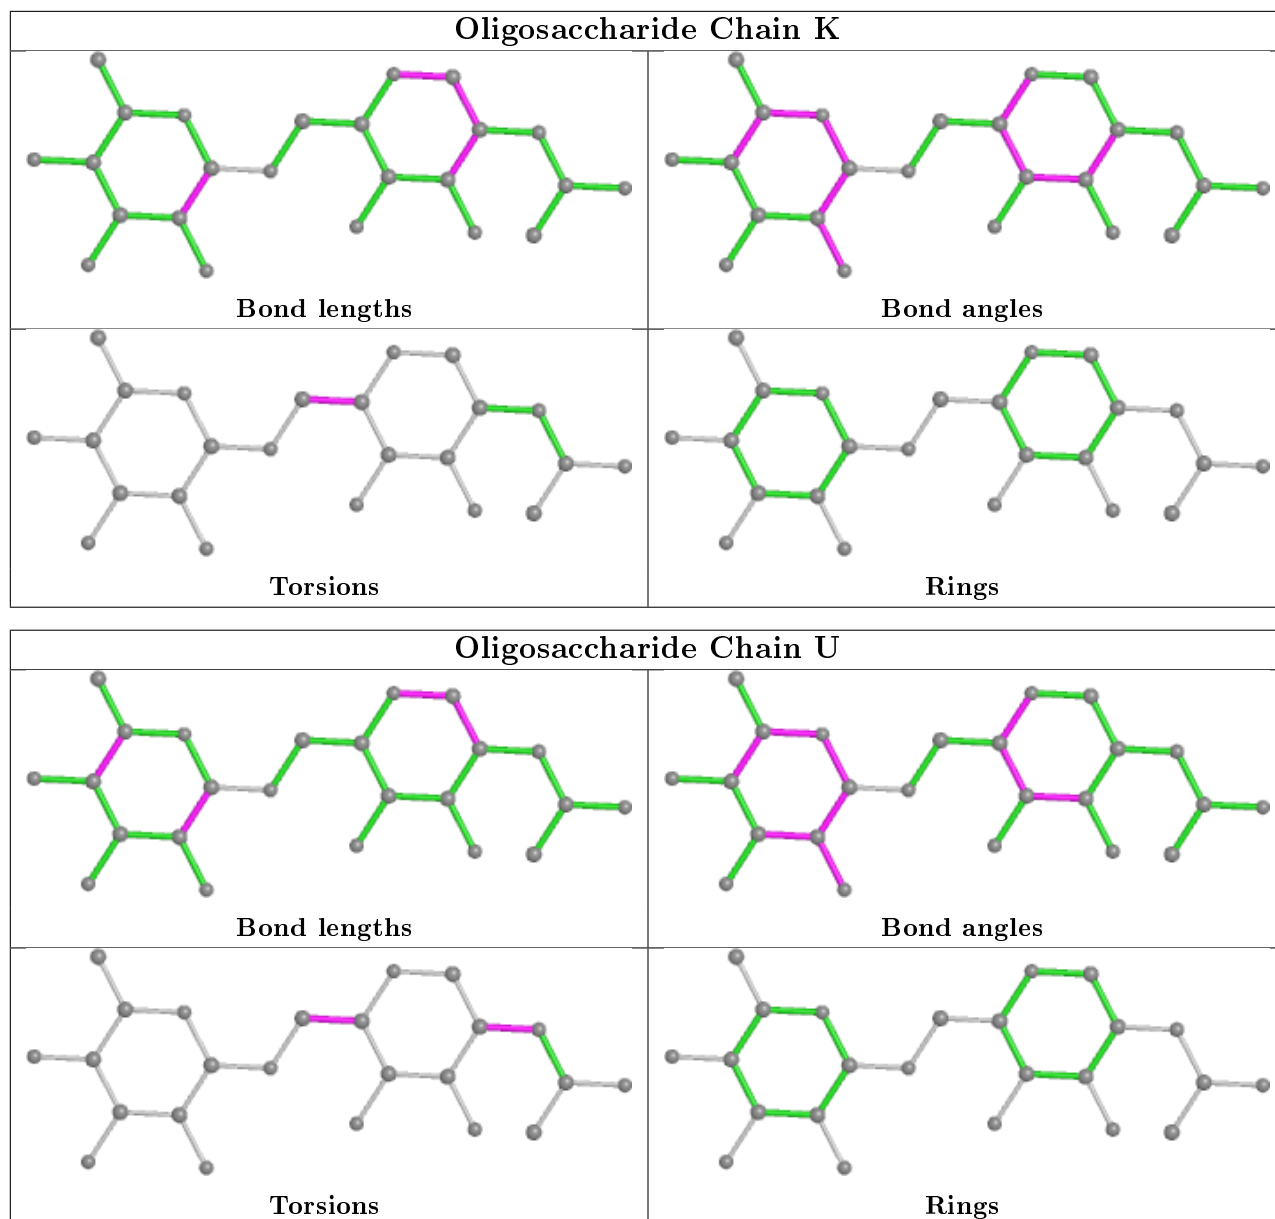 Oligosaccharide Chain K
Bond lengths
Bond angles
Torsions
Rings
Oligosaccharide Chain U
Bond lengths
Bond angles
Torsions
Rings